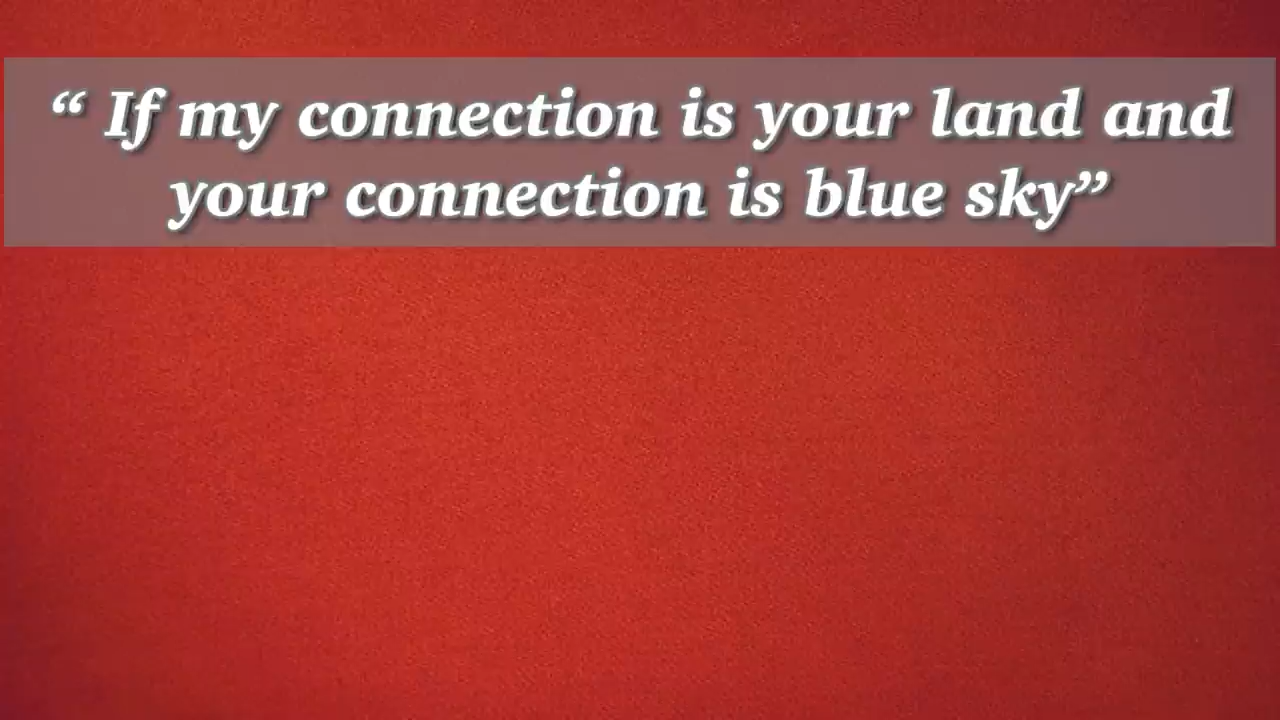 “ If my connection is your land and
your connection is blue sky”